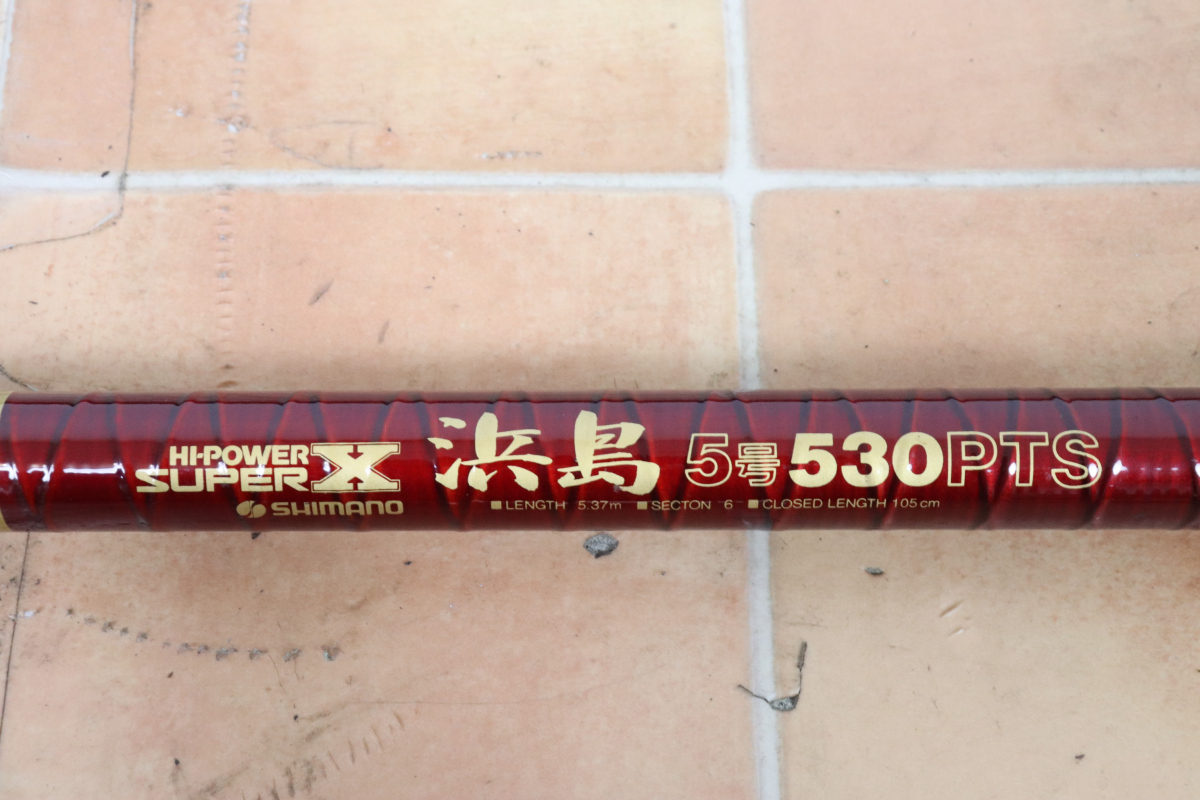 HI-POWER
SUPER X
SHIMANO
浜島 5号 530PTS
■LENGTH 5.37m ■SECTON 6 ■CLOSED LENGTH 105cm